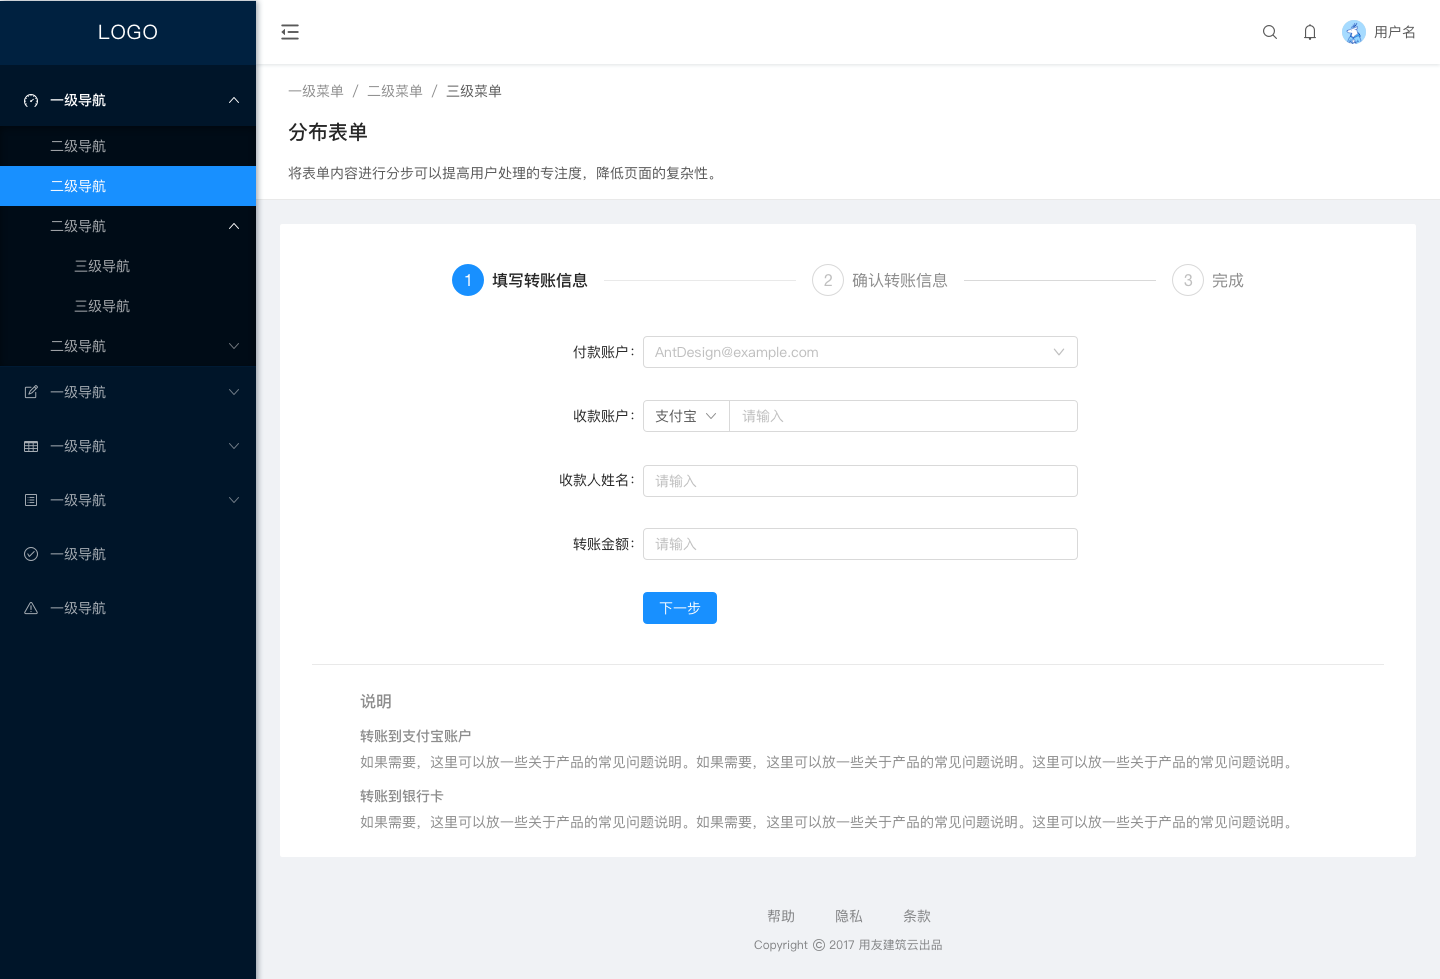 LOGO
用户名
一级导航
二级导航
二级导航
二级导航
三级导航
三级导航
二级导航
一级导航
一级导航
一级导航
一级导航
一级导航
一级菜单 / 二级菜单 / 三级菜单
分布表单
将表单内容进行分步可以提高用户处理的专注度，降低页面的复杂性。
1 填写转账信息 2 确认转账信息 3 完成
付款账户： AntDesign@example.com
收款账户： 支付宝 请输入
收款人姓名： 请输入
转账金额： 请输入
下一步
说明
转账到支付宝账户
如果需要，这里可以放一些关于产品的常见问题说明。如果需要，这里可以放一些关于产品的常见问题说明。这里可以放一些关于产品的常见问题说明。
转账到银行卡
如果需要，这里可以放一些关于产品的常见问题说明。如果需要，这里可以放一些关于产品的常见问题说明。这里可以放一些关于产品的常见问题说明。
帮助 隐私 条款
Copyright © 2017 用友建筑云出品